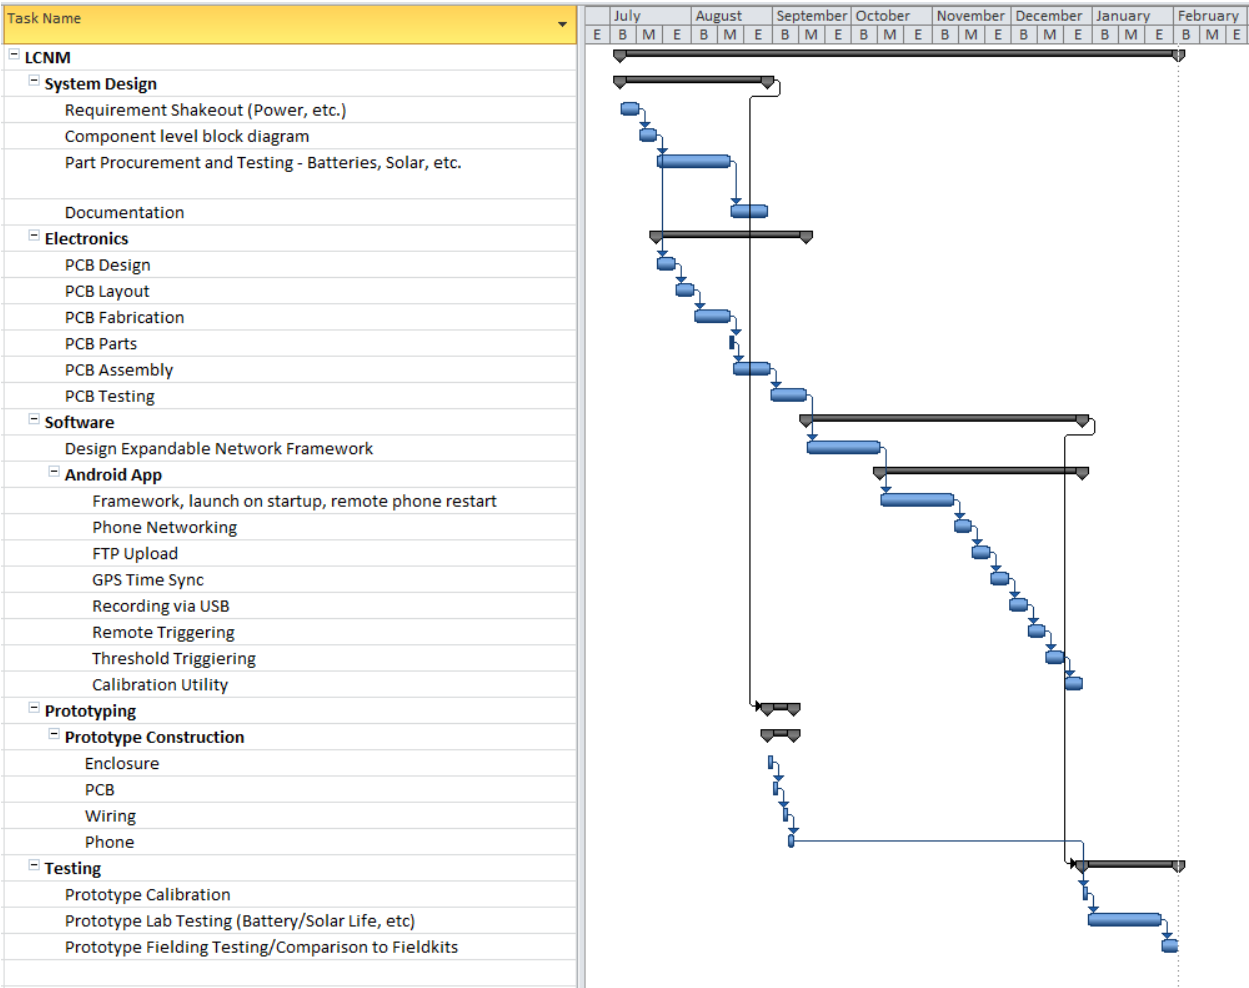 Task Name
July August September October November December January February
E B M E B M E B M E B M E B M E B M E B M E B M E
LCNM
System Design
Requirement Shakeout (Power, etc.)
Component level block diagram
Part Procurement and Testing - Batteries, Solar, etc.
Documentation
Electronics
PCB Design
PCB Layout
PCB Fabrication
PCB Parts
PCB Assembly
PCB Testing
Software
Design Expandable Network Framework
Android App
Framework, launch on startup, remote phone restart
Phone Networking
FTP Upload
GPS Time Sync
Recording via USB
Remote Triggering
Threshold Triggiering
Calibration Utility
Prototyping
Prototype Construction
Enclosure
PCB
Wiring
Phone
Testing
Prototype Calibration
Prototype Lab Testing (Battery/Solar Life, etc)
Prototype Fielding Testing/Comparison to Fieldkits